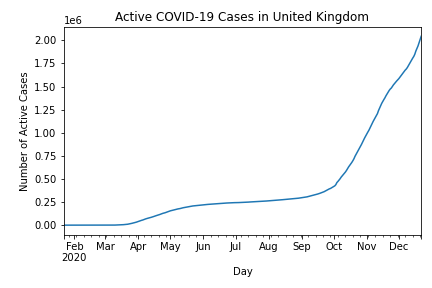 Active COVID-19 Cases in United Kingdom
1e6
2.00
1.75
1.50
1.25
1.00
0.75
0.50
0.25
0.00
Number of Active Cases
Feb Mar Apr May Jun Jul Aug Sep Oct Nov Dec
2020
Day